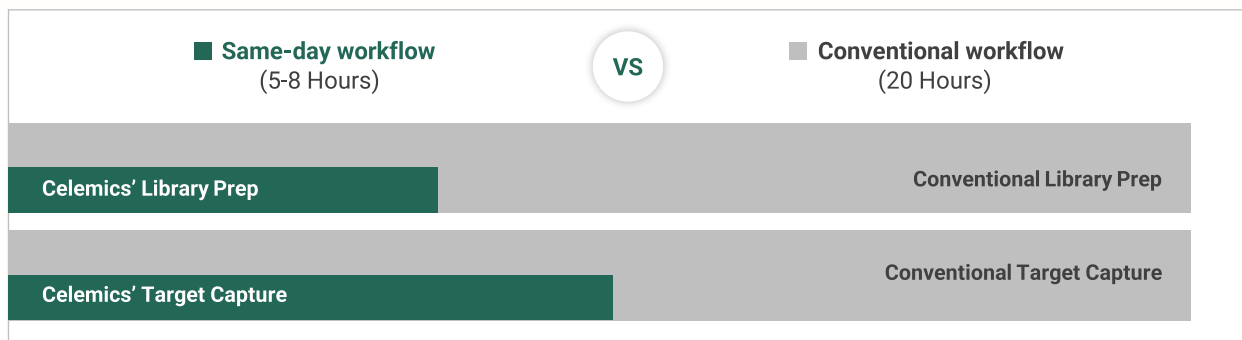 Same-day workflow
(5-8 Hours)
VS
Conventional workflow
(20 Hours)
Conventional Library Prep
Celemics’ Library Prep
Conventional Target Capture
Celemics’ Target Capture